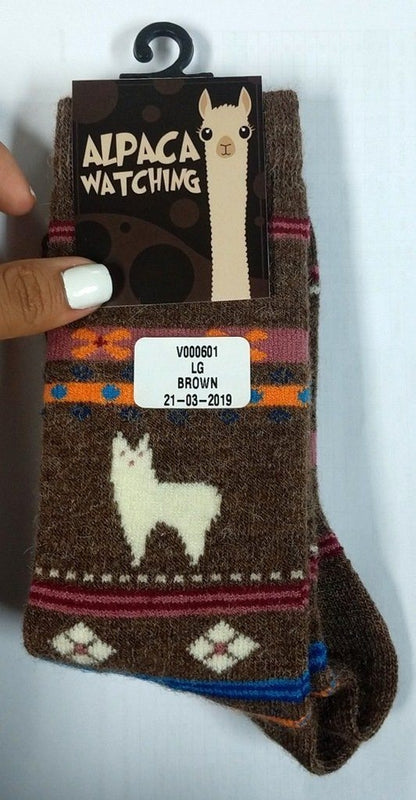 ALPACA
WATCHING
V000601
LG
BROWN
21-03-2019